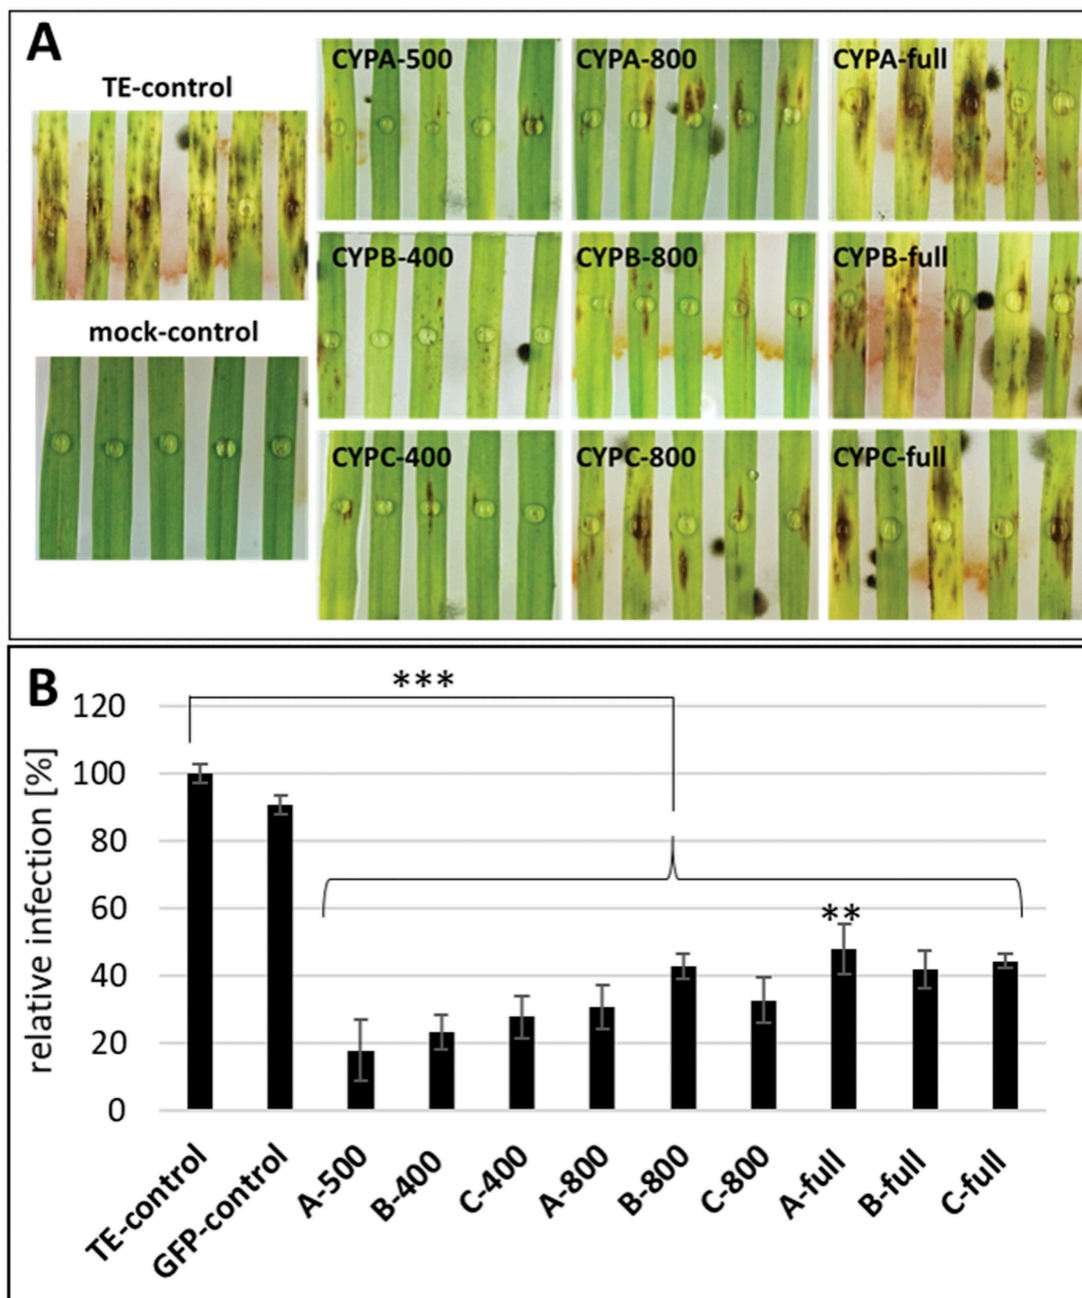 A
TE-control
mock-control
CYPA-500
CYPA-800
CYPA-full
CYPB-400
CYPB-800
CYPB-full
CYPC-400
CYPC-800
CYPC-full
B
***
**
relative infection [%]
120
100
80
60
40
20
0
TE-control
GFP-control
A-500
B-400
C-400
A-800
B-800
C-800
A-full
B-full
C-full